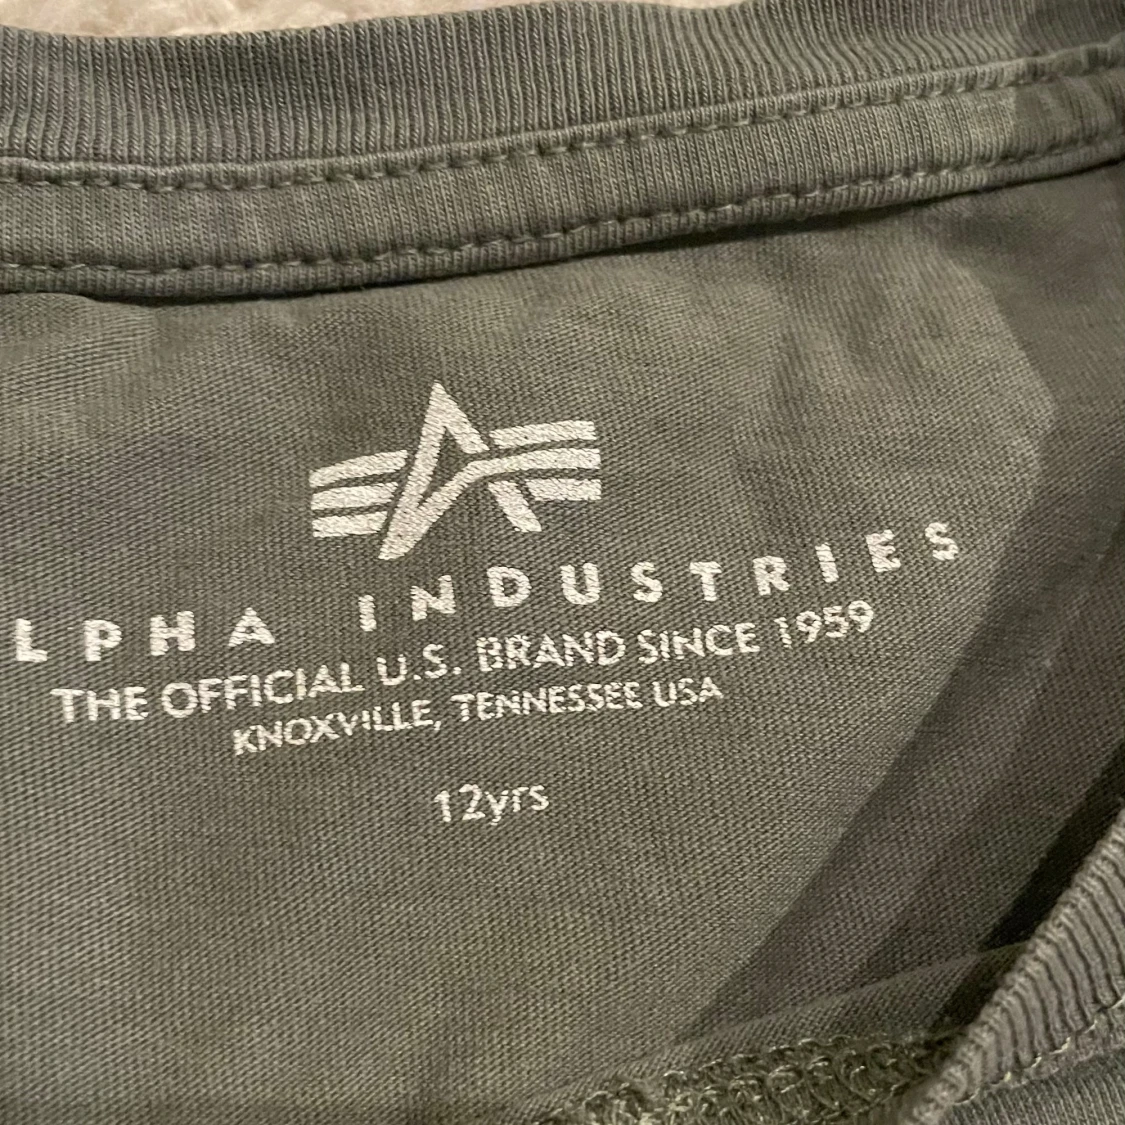 LPHA INDUSTRIES
THE OFFICIAL U.S. BRAND SINCE 1959
KNOXVILLE, TENNESSEE USA
12yrs